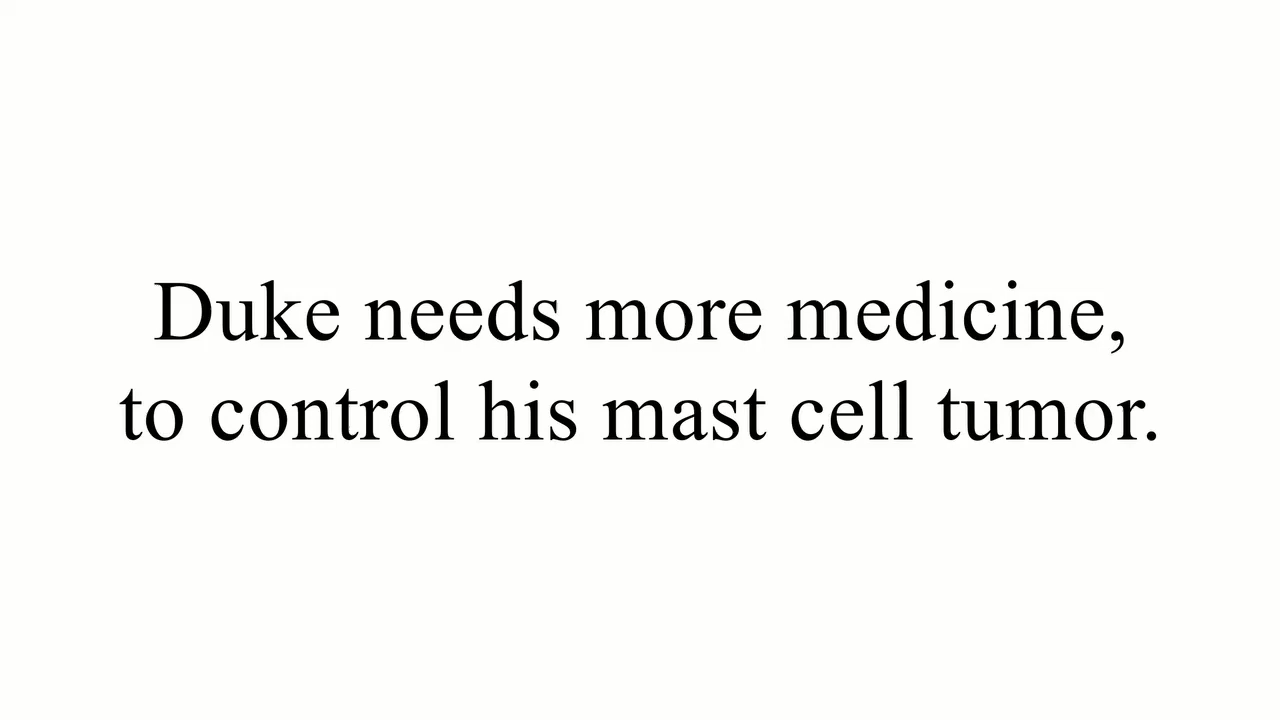 Duke needs more medicine,
to control his mast cell tumor.